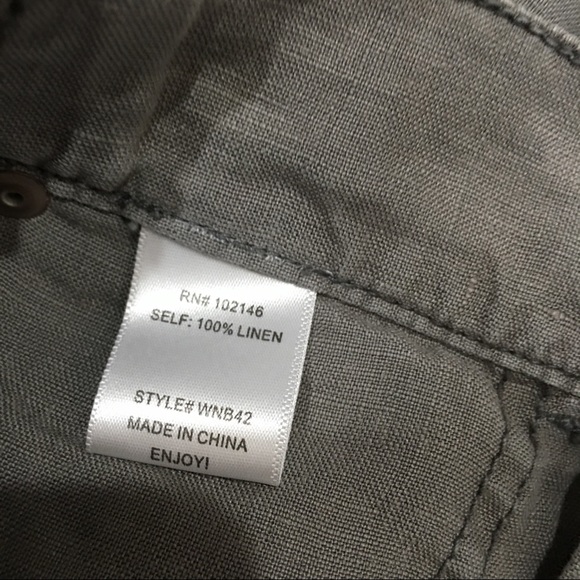 RN# 102146
SELF: 100% LINEN
STYLE# WNB42
MADE IN CHINA
ENJOY!